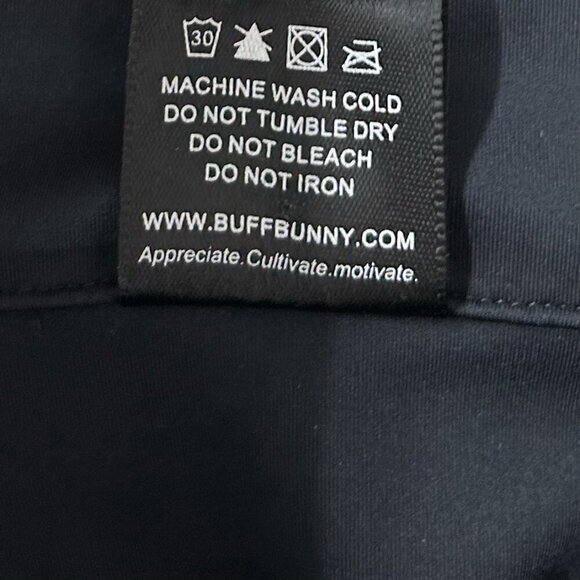 30
MACHINE WASH COLD
DO NOT TUMBLE DRY
DO NOT BLEACH
DO NOT IRON
WWW.BUFFBUNNY.COM
Appreciate.Cultivate.motivate.